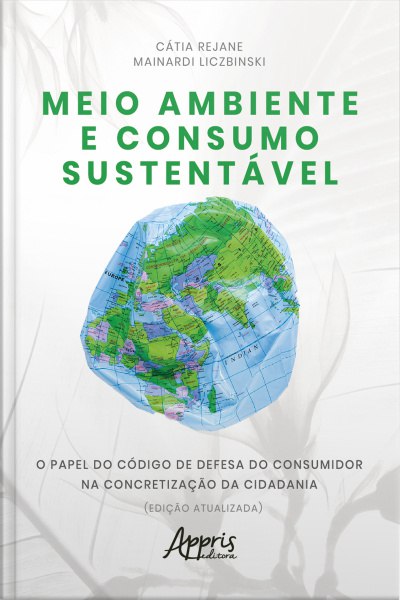 CÁTIA REJANE
MAINARDI LICZBINSKI
MEIO AMBIENTE
E CONSUMO
SUSTENTÁVEL
EUROPE
INDIAN
O PAPEL DO CÓDIGO DE DEFESA DO CONSUMIDOR
NA CONCRETIZAÇÃO DA CIDADANIA
(EDIÇÃO ATUALIZADA)
Appris
editora